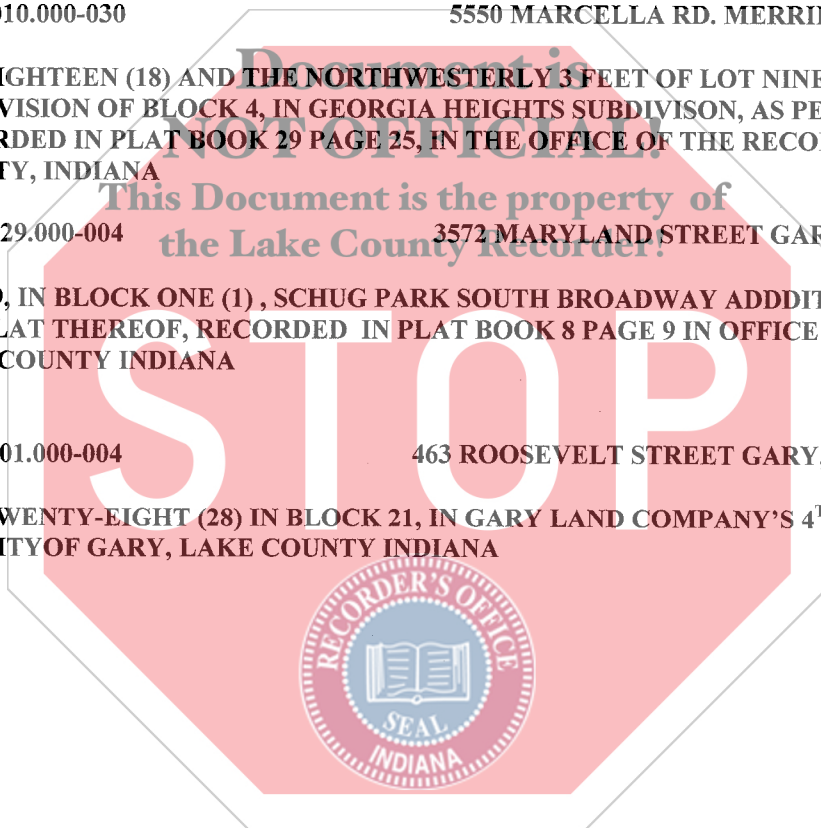 010.000-030 5550 MARCELLA RD. MERRI
Document is
IGHTEEN (18) AND THE NORTHWESTERLY 3 FEET OF LOT NINE
VISION OF BLOCK 4, IN GEORGIA HEIGHTS SUBDIVISON, AS PE
NOT OFFICIAL!
RDED IN PLAT BOOK 29 PAGE 25, IN THE OFFICE OF THE RECO
TY, INDIANA
This Document is the property of
29.000-004 3572 MARYLAND STREET GAR
the Lake County Recorder!
, IN BLOCK ONE (1) , SCHUG PARK SOUTH BROADWAY ADDDIT
LAT THEREOF, RECORDED IN PLAT BOOK 8 PAGE 9 IN OFFICE
COUNTY INDIANA
STOP
01.000-004 463 ROOSEVELT STREET GARY
WENTY-EIGHT (28) IN BLOCK 21, IN GARY LAND COMPANY'S 4T
ITYOF GARY, LAKE COUNTY INDIANA
RECORDER'S OFFICE
SEAL
INDIANA